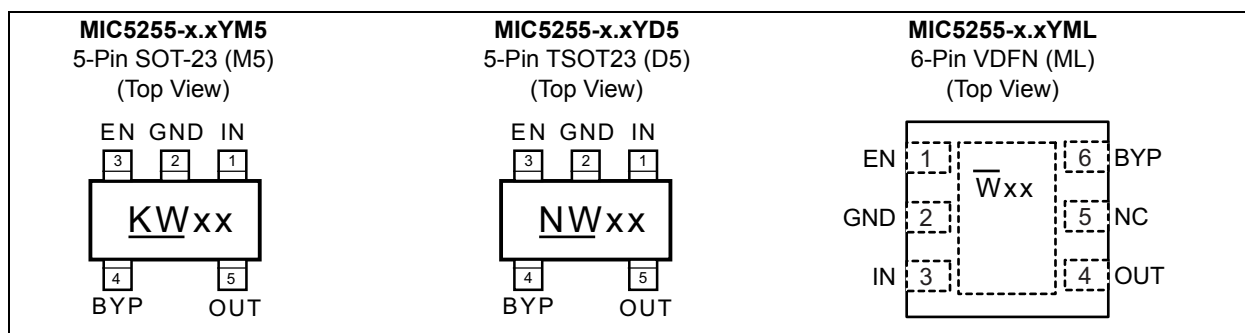 MIC5255-x.xYM5
5-Pin SOT-23 (M5)
(Top View)
EN GND IN
3 2 1
KWxx
4 5
BYP OUT
MIC5255-x.xYD5
5-Pin TSOT23 (D5)
(Top View)
EN GND IN
3 2 1
NWxx
4 5
BYP OUT
MIC5255-x.xYML
6-Pin VDFN (ML)
(Top View)
EN 1 6 BYP
Wxx
GND 2 5 NC
IN 3 4 OUT